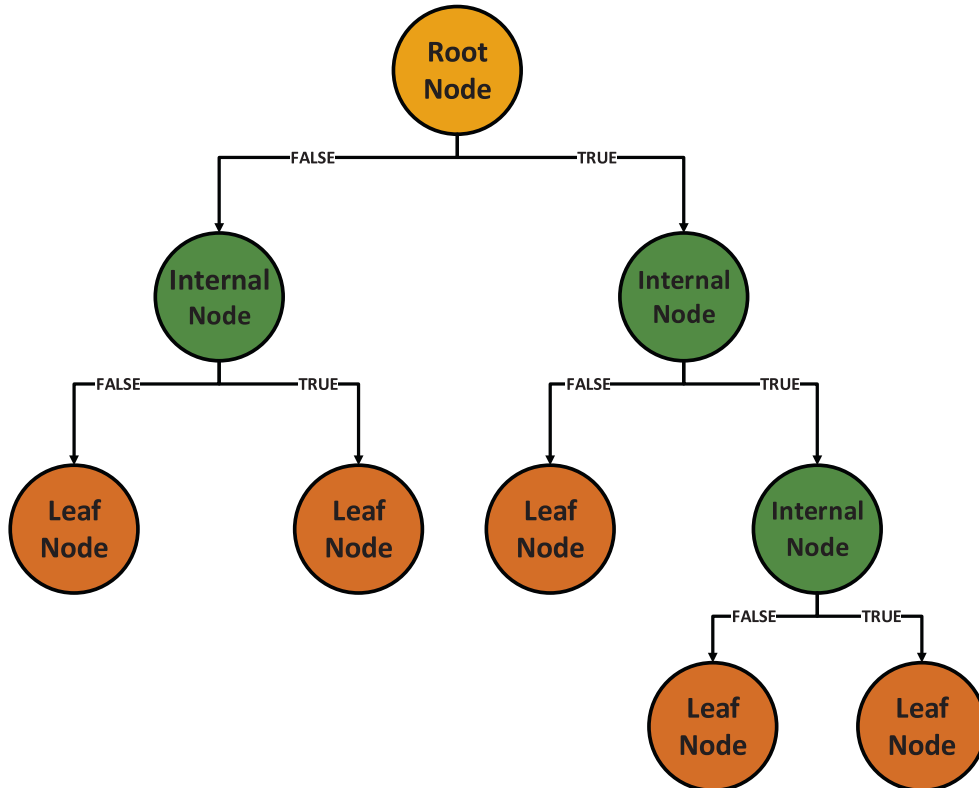 Root
Node
FALSE
TRUE
Internal
Node
Internal
Node
FALSE
TRUE
FALSE
TRUE
Leaf
Node
Leaf
Node
Leaf
Node
Internal
Node
FALSE
TRUE
Leaf
Node
Leaf
Node